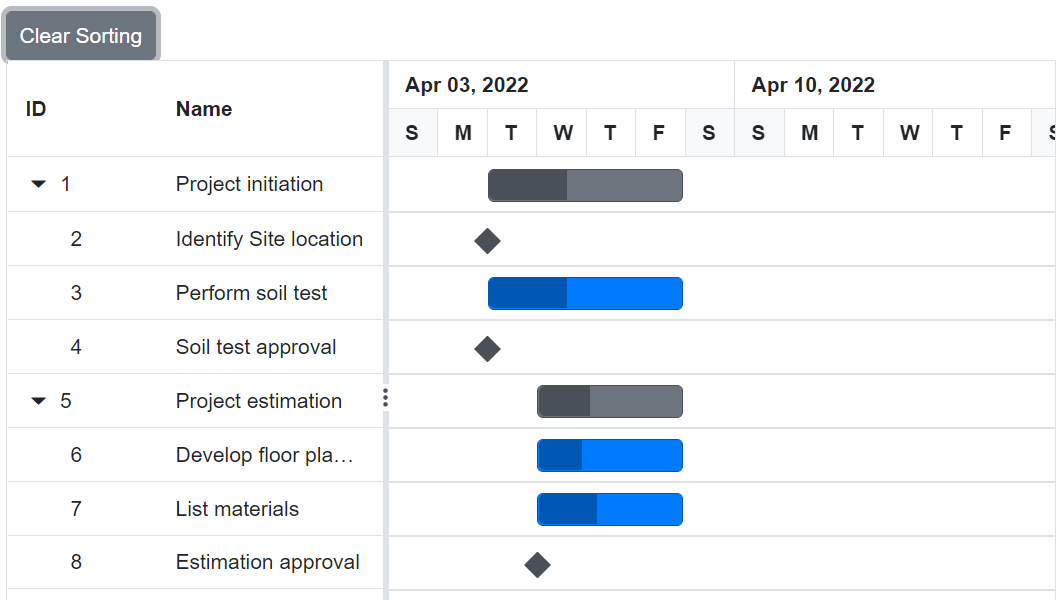 Clear Sorting
ID Name Apr 03, 2022 Apr 10, 2022
S M T W T F S S M T W T F S
1 Project initiation
2 Identify Site location
3 Perform soil test
4 Soil test approval
5 Project estimation
6 Develop floor pla…
7 List materials
8 Estimation approval